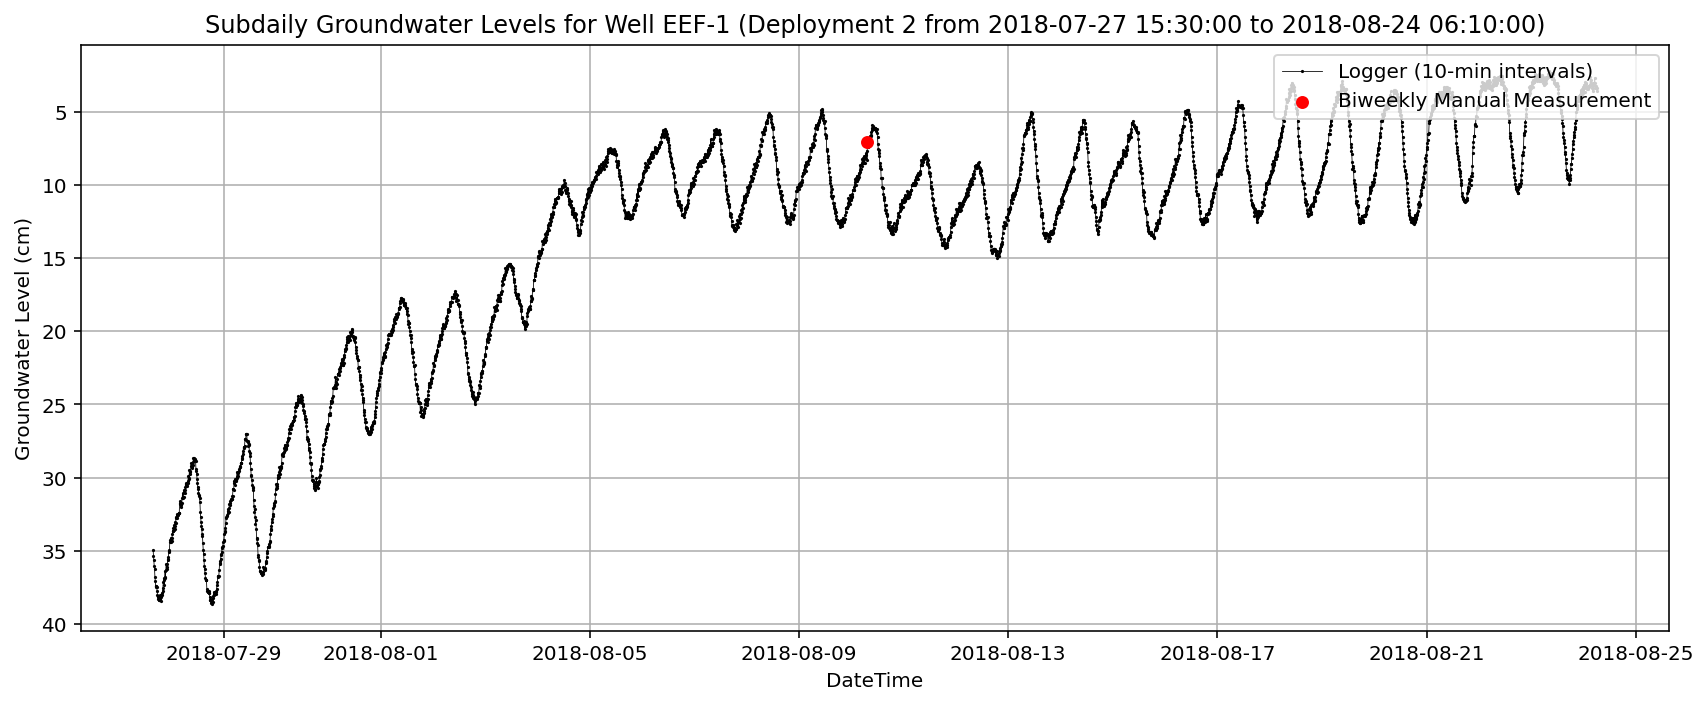 Subdaily Groundwater Levels for Well EEF-1 (Deployment 2 from 2018-07-27 15:30:00 to 2018-08-24 06:10:00)
Logger (10-min intervals)
Biweekly Manual Measurement
Groundwater Level (cm)
5
10
15
20
25
30
35
40
2018-07-29 2018-08-01 2018-08-05 2018-08-09 2018-08-13 2018-08-17 2018-08-21 2018-08-25
DateTime